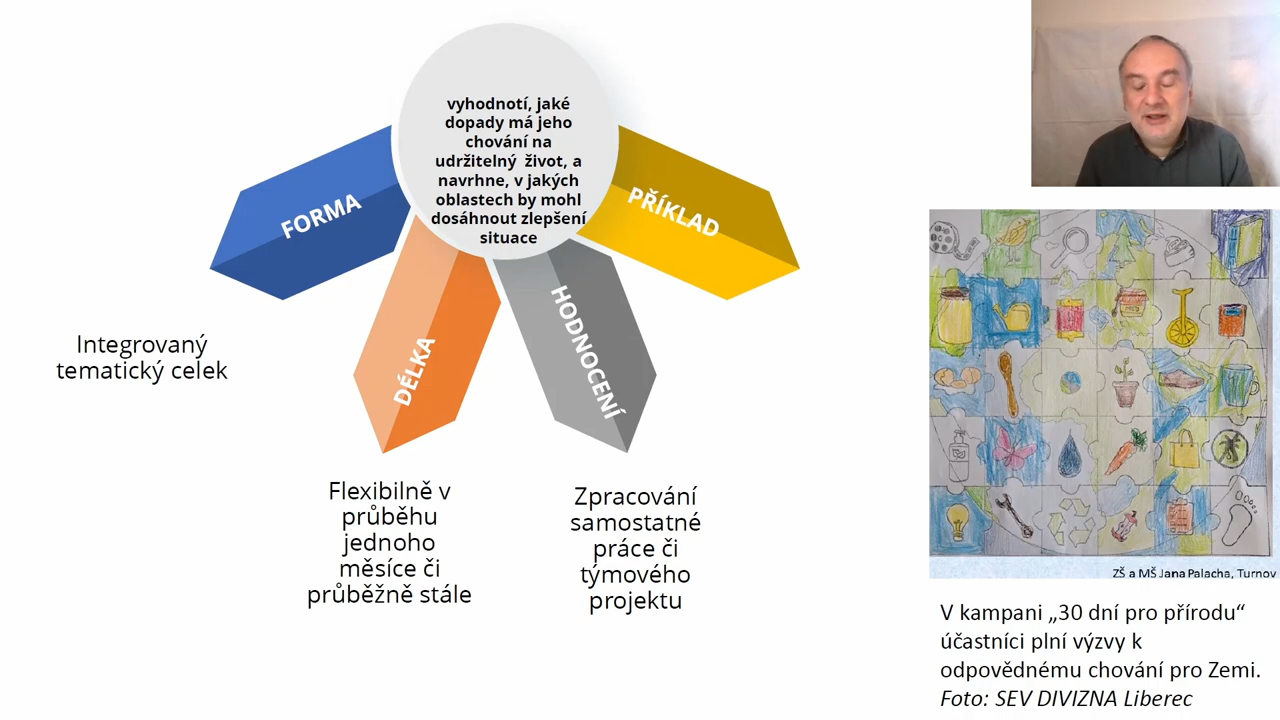 vyhodnotí, jaké
dopady má jeho
chování na
udržitelný život, a
navrhne, v jakých
oblastech by mohl
dosáhnout zlepšení
situace
FORMA
DÉLKA
HODNOCENÍ
PŘÍKLAD
Integrovaný
tematický celek
Flexibilně v
průběhu
jednoho
měsíce či
průběžně stále
Zpracování
samostatné
práce či
týmového
projektu
ZŠ a MŠ Jana Palacha, Turnov
V kampani „30 dní pro přírodu“
účastníci plní výzvy k
odpovědnému chování pro Zemi.
Foto: SEV DIVIZNA Liberec